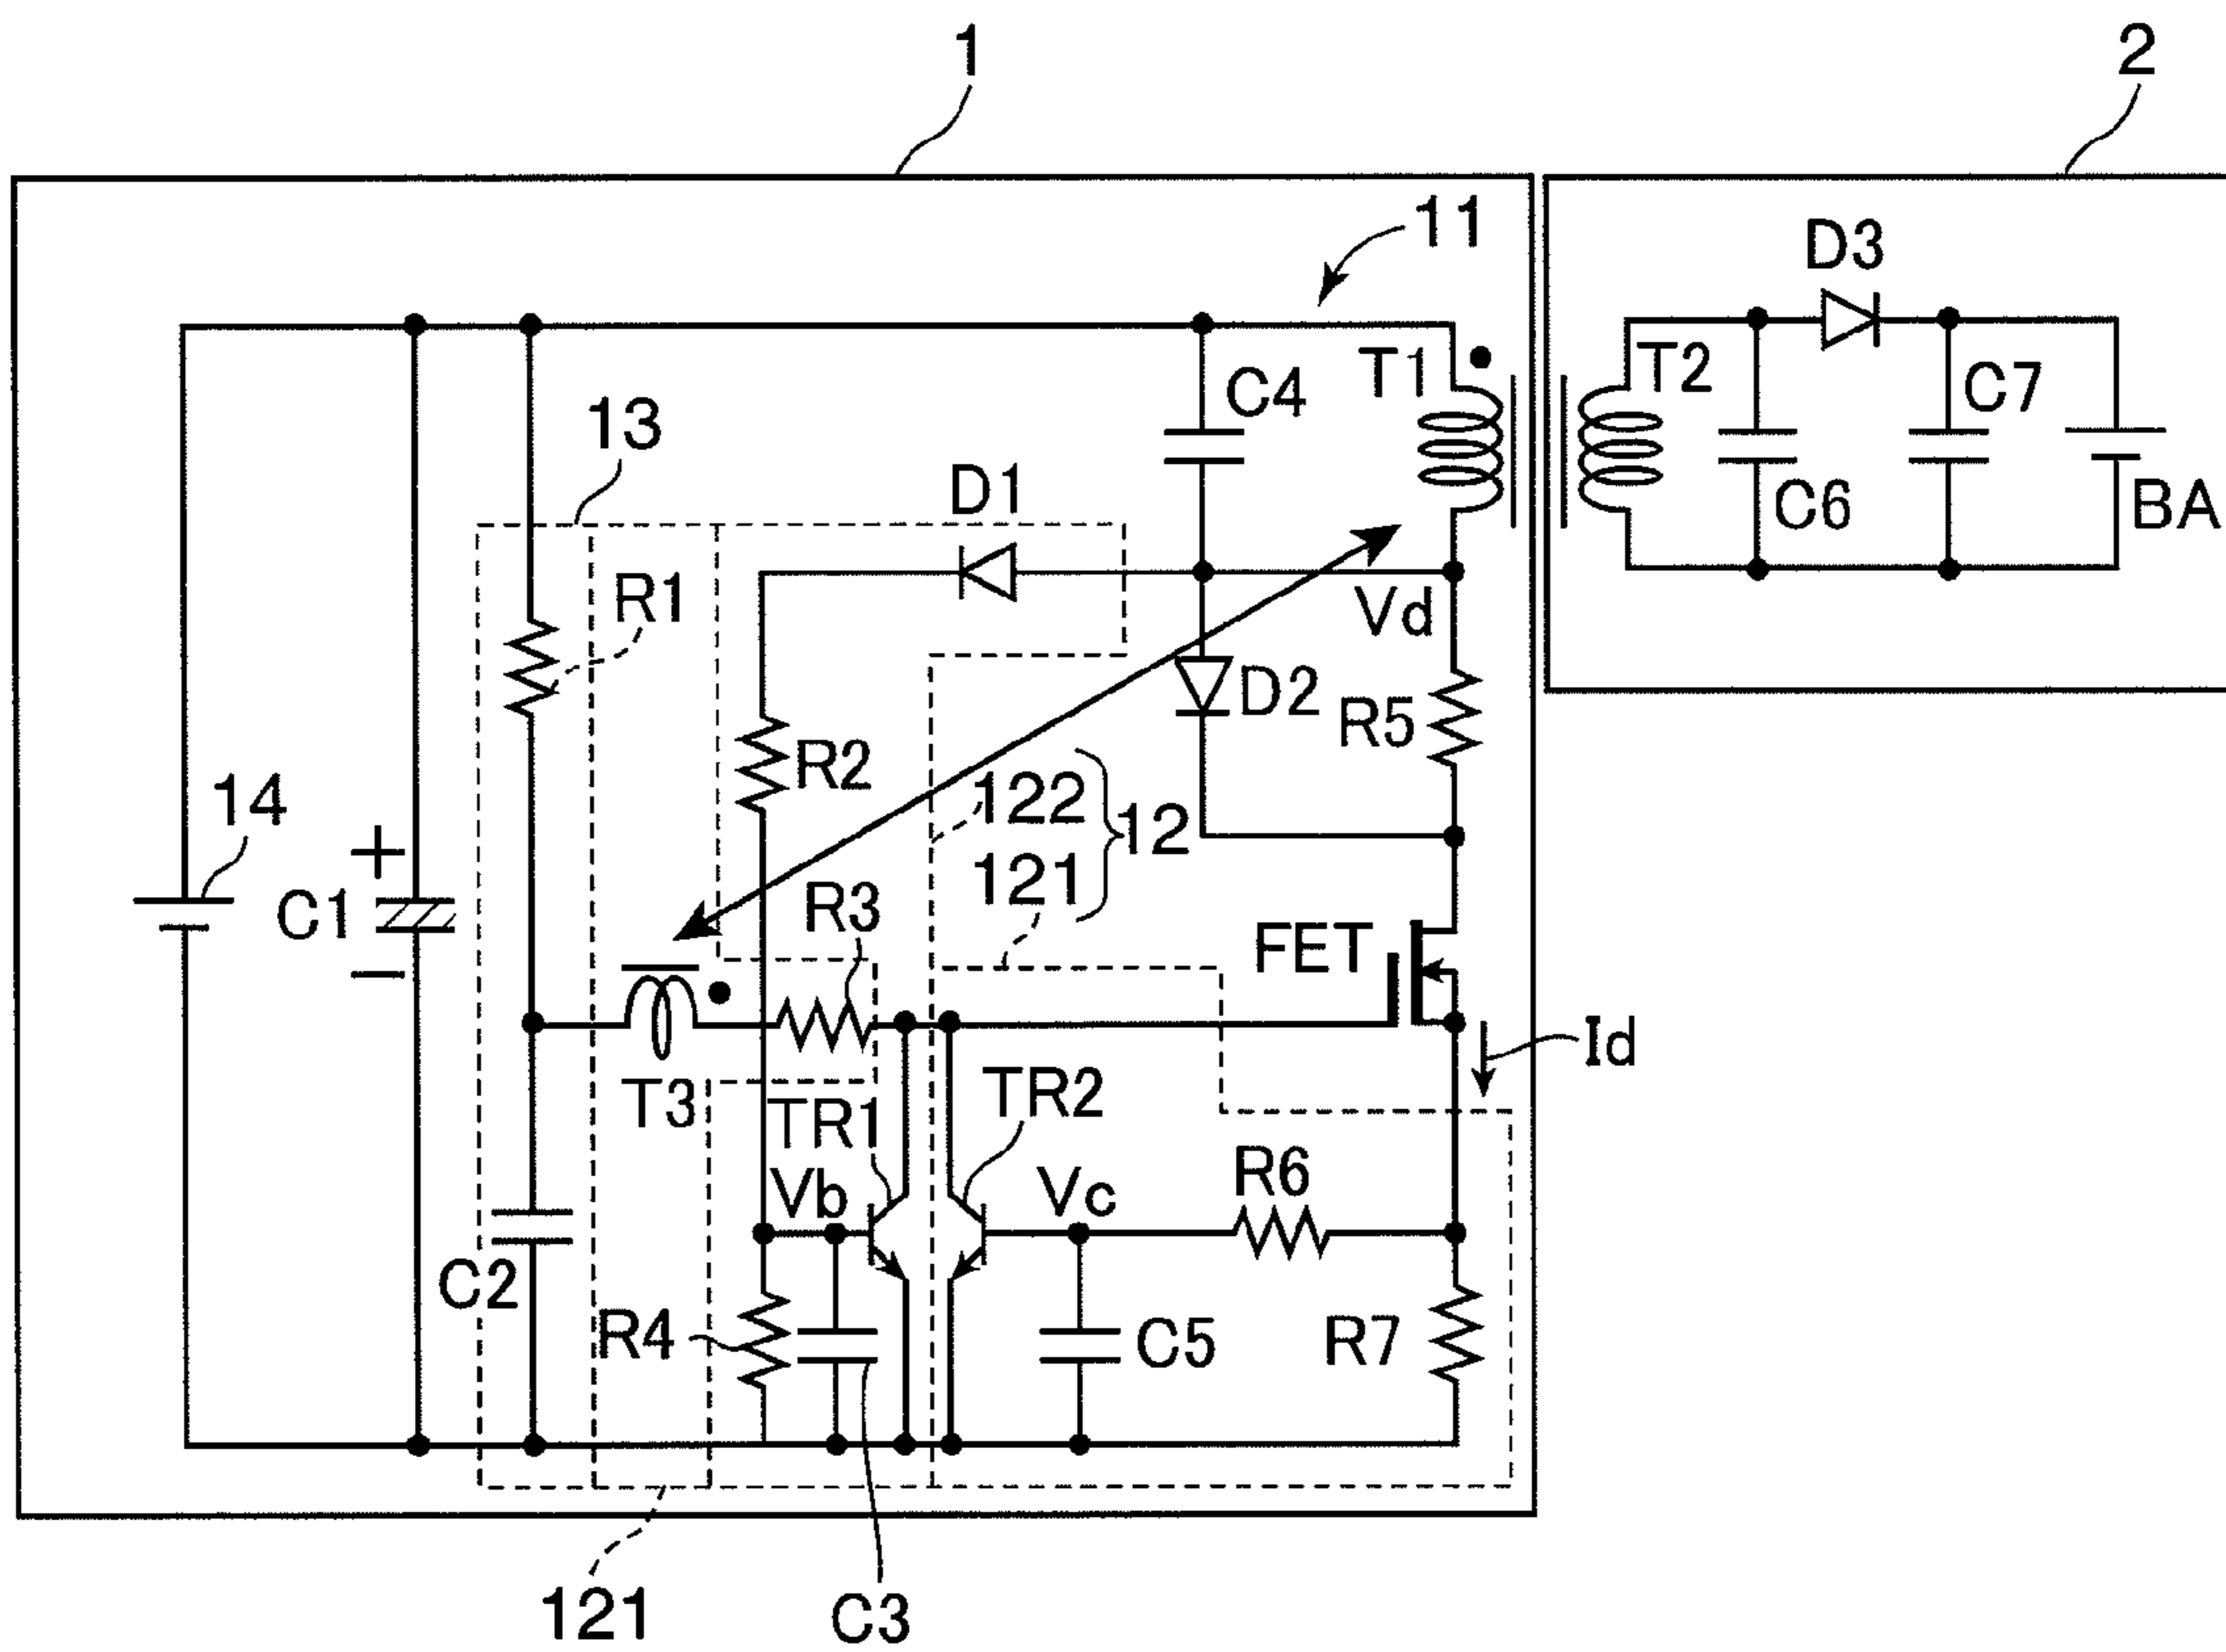 1
2
11
D3
T1
T2
C4
C7
13
D1
C6
BA
R1
Vd
D2
R2
R5
14
122
12
+
121
C1
R3
FET
−
Id
T3
TR1
TR2
Vb
Vc
R6
C2
R4
C5
R7
121
C3